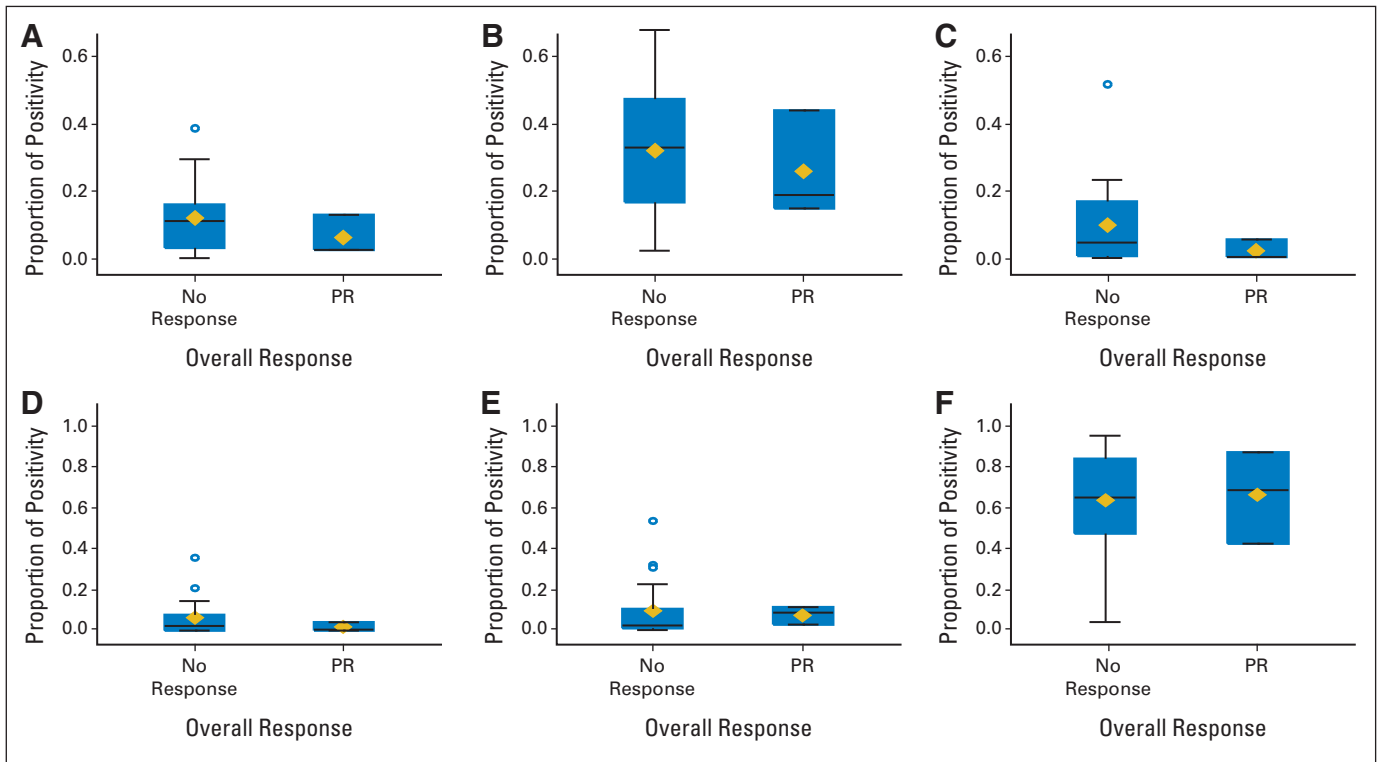 A
Proportion of Positivity
0.6
0.4
0.2
0.0
No
Response
PR
Overall Response
B
Proportion of Positivity
0.6
0.4
0.2
0.0
No
Response
PR
Overall Response
C
Proportion of Positivity
0.6
0.4
0.2
0.0
No
Response
PR
Overall Response
D
Proportion of Positivity
1.0
0.8
0.6
0.4
0.2
0.0
No
Response
PR
Overall Response
E
Proportion of Positivity
1.0
0.8
0.6
0.4
0.2
0.0
No
Response
PR
Overall Response
F
Proportion of Positivity
1.0
0.8
0.6
0.4
0.2
0.0
No
Response
PR
Overall Response